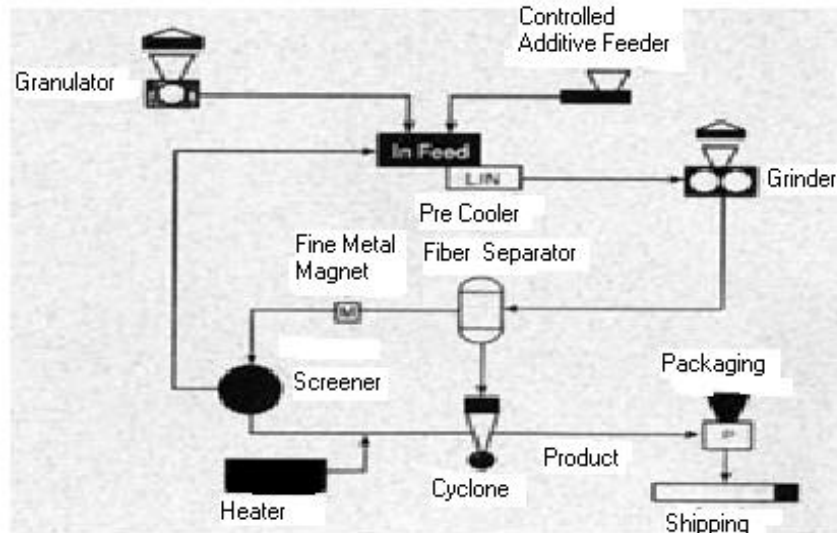 Controlled
Additive Feeder
Granulator
In Feed
LIN
Grinder
Pre Cooler
Fine Metal
Magnet
Fiber Separator
Packaging
Screener
Product
Cyclone
Heater
Shipping